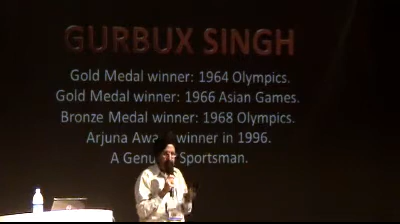 GURBUX SINGH
Gold Medal winner: 1964 Olympics.
Gold Medal winner: 1966 Asian Games.
Bronze Medal winner: 1968 Olympics.
Arjuna winner in 1996.
A Sportsman.